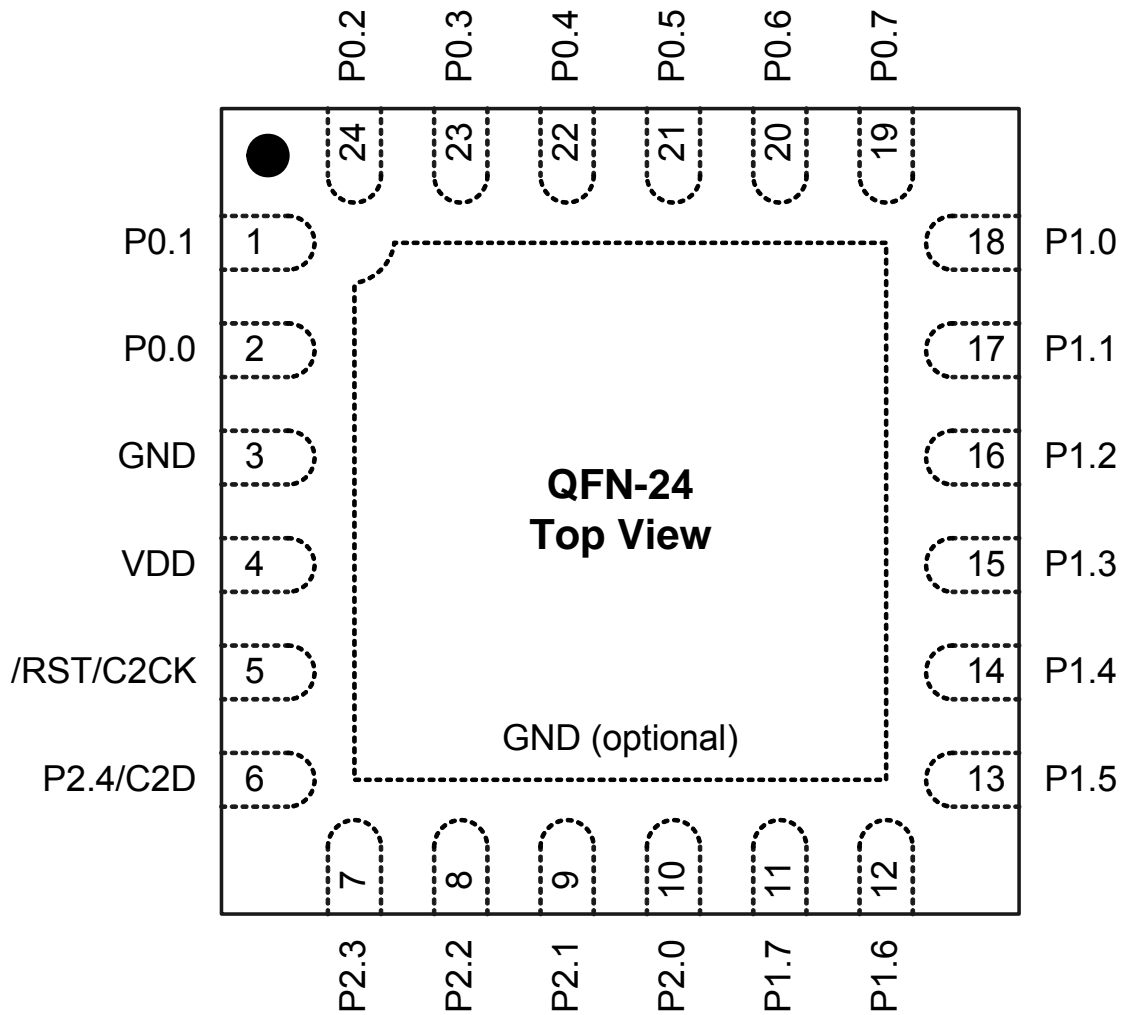 P0.2
P0.3
P0.4
P0.5
P0.6
P0.7
24
23
22
21
20
19
P0.1 1
18 P1.0
P0.0 2
17 P1.1
GND 3
16 P1.2
QFN-24
Top View
VDD 4
15 P1.3
/RST/C2CK 5
14 P1.4
GND (optional)
P2.4/C2D 6
13 P1.5
7
8
9
10
11
12
P2.3
P2.2
P2.1
P2.0
P1.7
P1.6